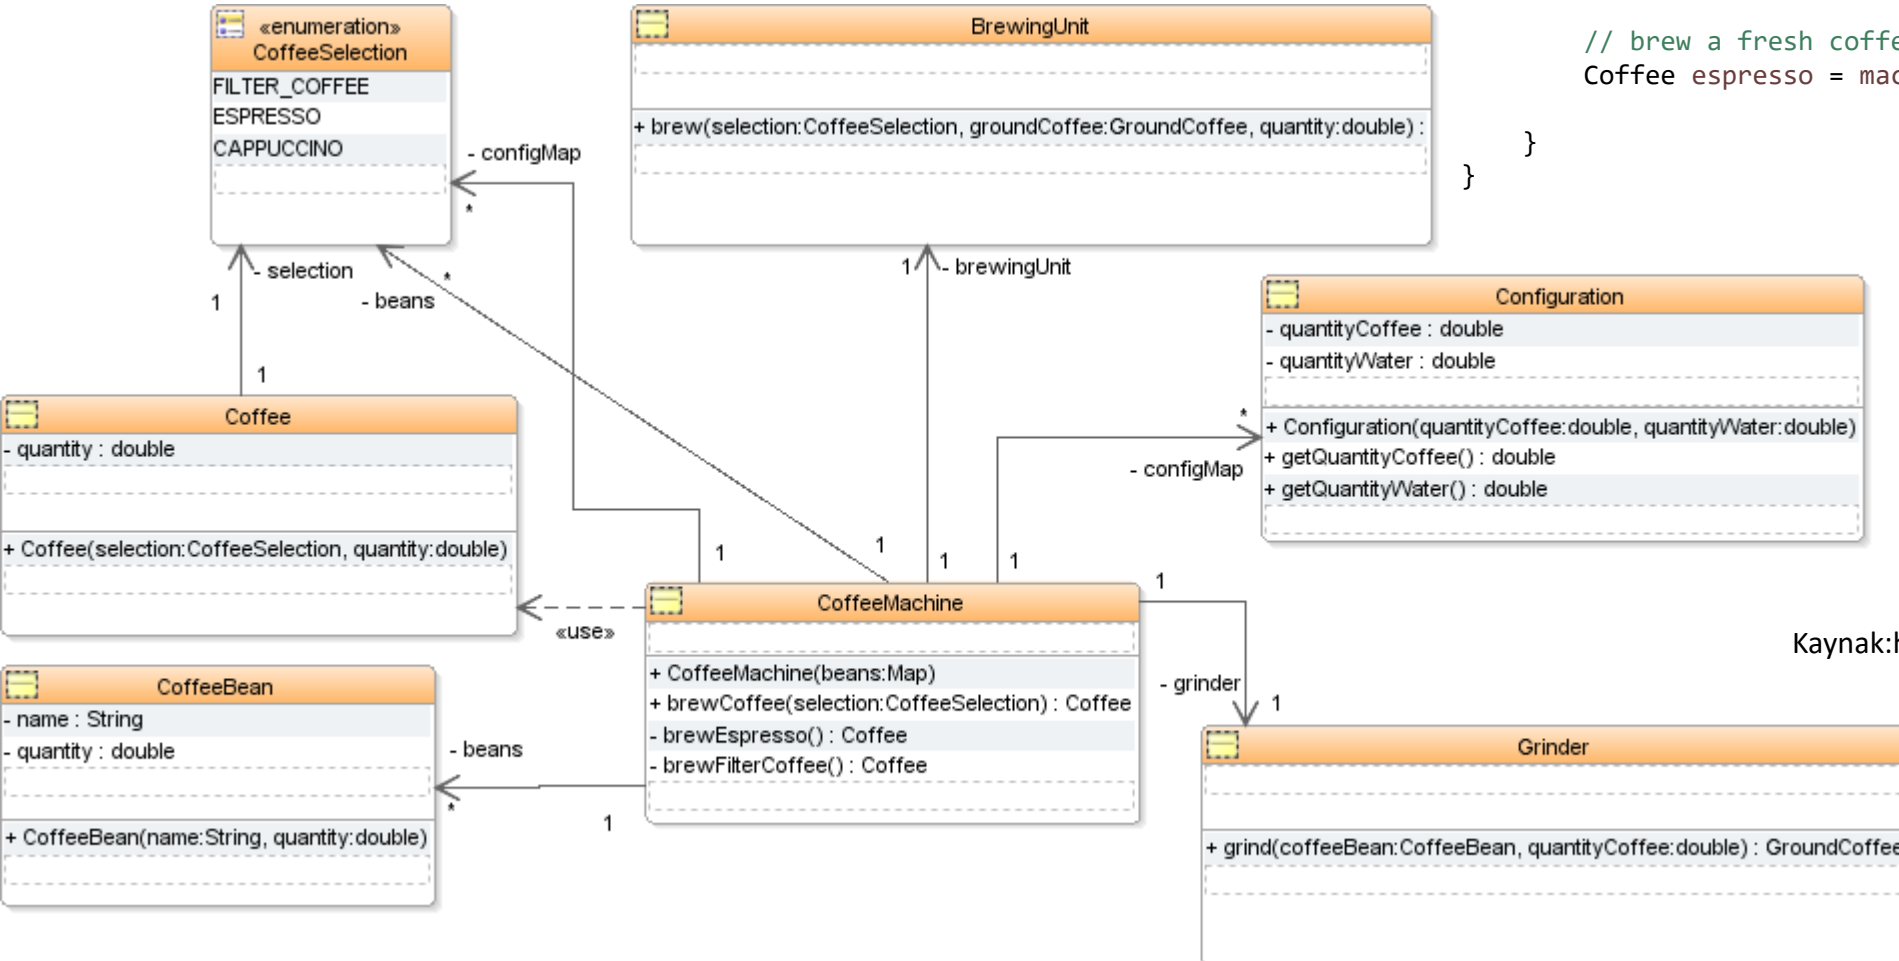 «enumeration»
CoffeeSelection
FILTER_COFFEE
ESPRESSO
CAPPUCCINO
- configMap
*
BrewingUnit
+ brew(selection:CoffeeSelection, groundCoffee:GroundCoffee, quantity:double) :
// brew a fresh coffe
Coffee espresso = mac
}
}
- selection
1
1
*
- beans
1
- brewingUnit
Configuration
- quantityCoffee : double
- quantityWater : double
+ Configuration(quantityCoffee:double, quantityWater:double)
+ getQuantityCoffee() : double
+ getQuantityWater() : double
*
- configMap
Coffee
- quantity : double
+ Coffee(selection:CoffeeSelection, quantity:double)
1
1
1
1
1
«use»
CoffeeMachine
+ CoffeeMachine(beans:Map)
+ brewCoffee(selection:CoffeeSelection) : Coffee
- brewEspresso() : Coffee
- brewFilterCoffee() : Coffee
Kaynak:h
CoffeeBean
- name : String
- quantity : double
+ CoffeeBean(name:String, quantity:double)
- beans
*
1
- grinder
1
Grinder
+ grind(coffeeBean:CoffeeBean, quantityCoffee:double) : GroundCoffee